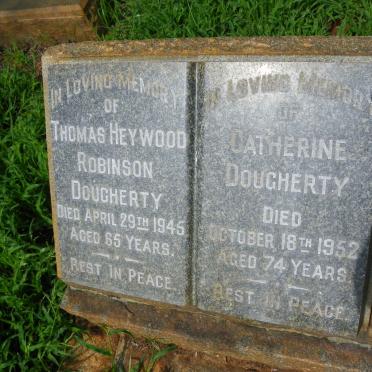 In Loving Memory
of
Thomas Heywood
Robinson
Dougherty
Died April 29th 1945
Aged 65 Years.
Rest in Peace.
In Loving Memory
of
Catherine
Dougherty
Died
October 18th 1952
Aged 74 Years.
Rest in Peace.